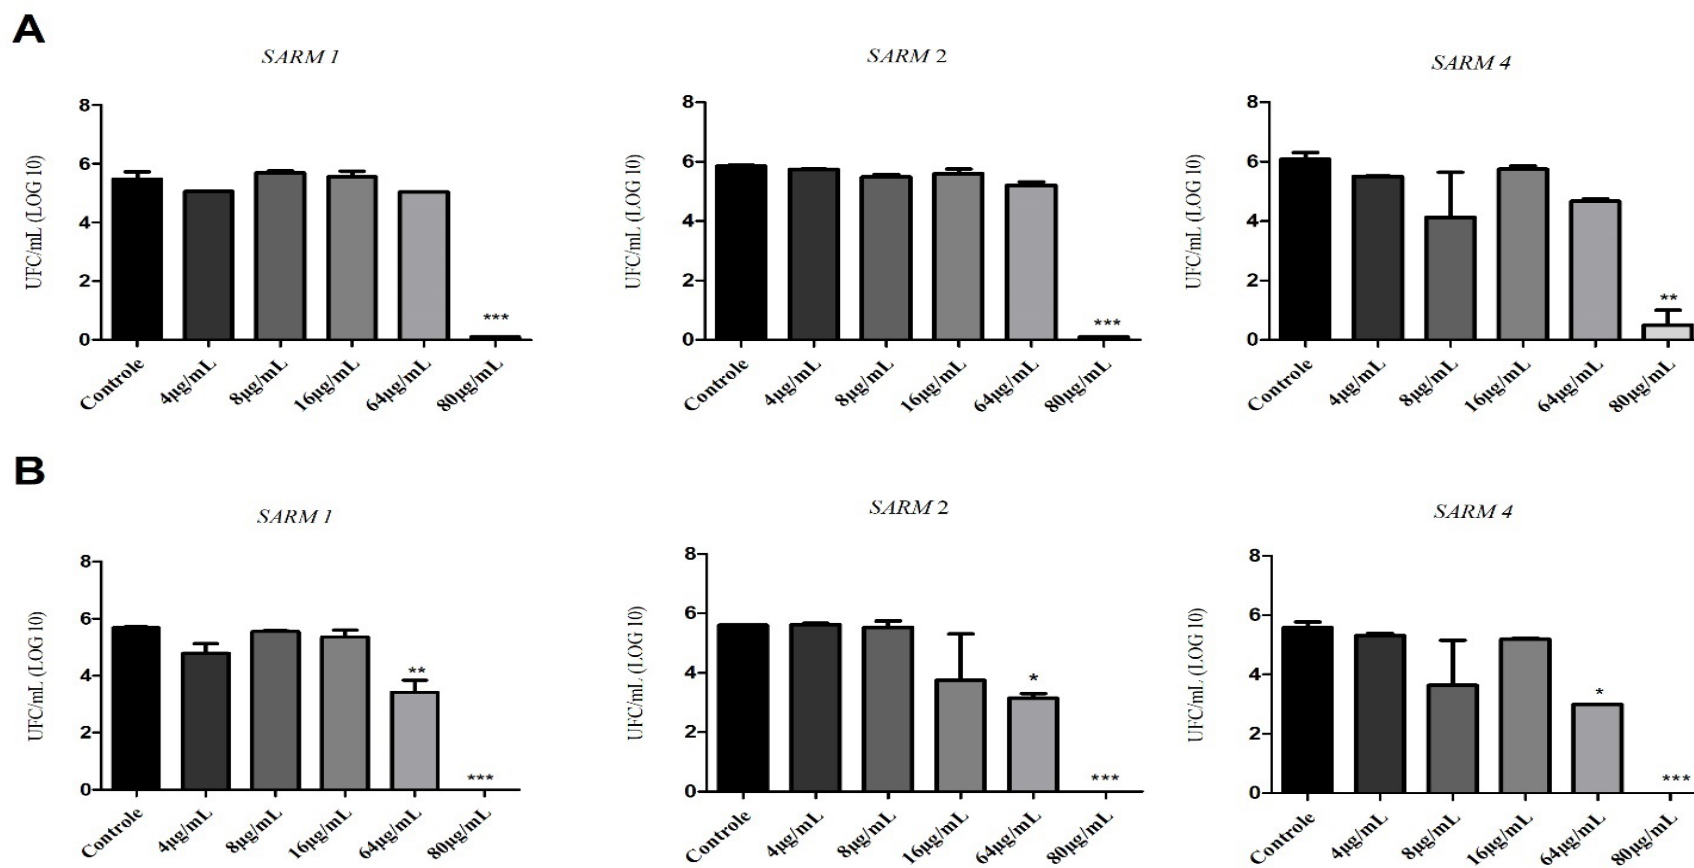 A
SARM 1
SARM 2
SARM 4
UFC/mL (LOG 10)
8
6
4
2
0
***
Controle
4µg/mL
8µg/mL
16µg/mL
64µg/mL
80µg/mL
UFC/mL (LOG 10)
8
6
4
2
0
***
Controle
4µg/mL
8µg/mL
16µg/mL
64µg/mL
80µg/mL
UFC/mL (LOG 10)
8
6
4
2
0
**
Controle
4µg/mL
8µg/mL
16µg/mL
64µg/mL
80µg/mL
B
SARM 1
SARM 2
SARM 4
UFC/mL (LOG 10)
8
6
4
2
0
**
***
Controle
4µg/mL
8µg/mL
16µg/mL
64µg/mL
80µg/mL
UFC/mL (LOG 10)
8
6
4
2
0
*
***
Controle
4µg/mL
8µg/mL
16µg/mL
64µg/mL
80µg/mL
UFC/mL (LOG 10)
8
6
4
2
0
*
***
Controle
4µg/mL
8µg/mL
16µg/mL
64µg/mL
80µg/mL